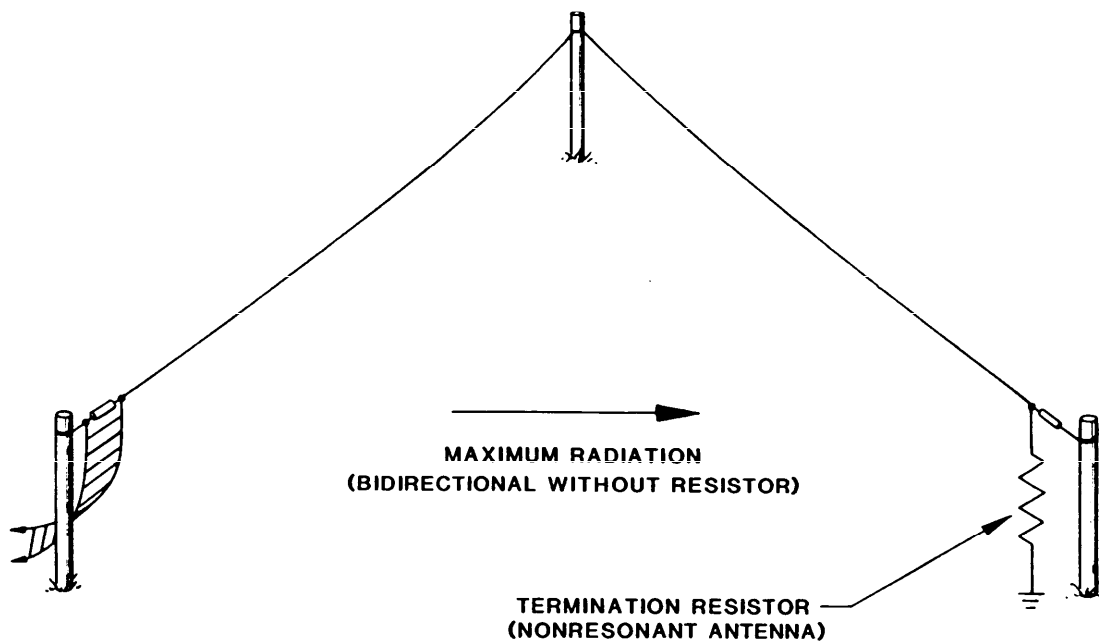 MAXIMUM RADIATION
(BIDIRECTIONAL WITHOUT RESISTOR)
TERMINATION RESISTOR
(NONRESONANT ANTENNA)